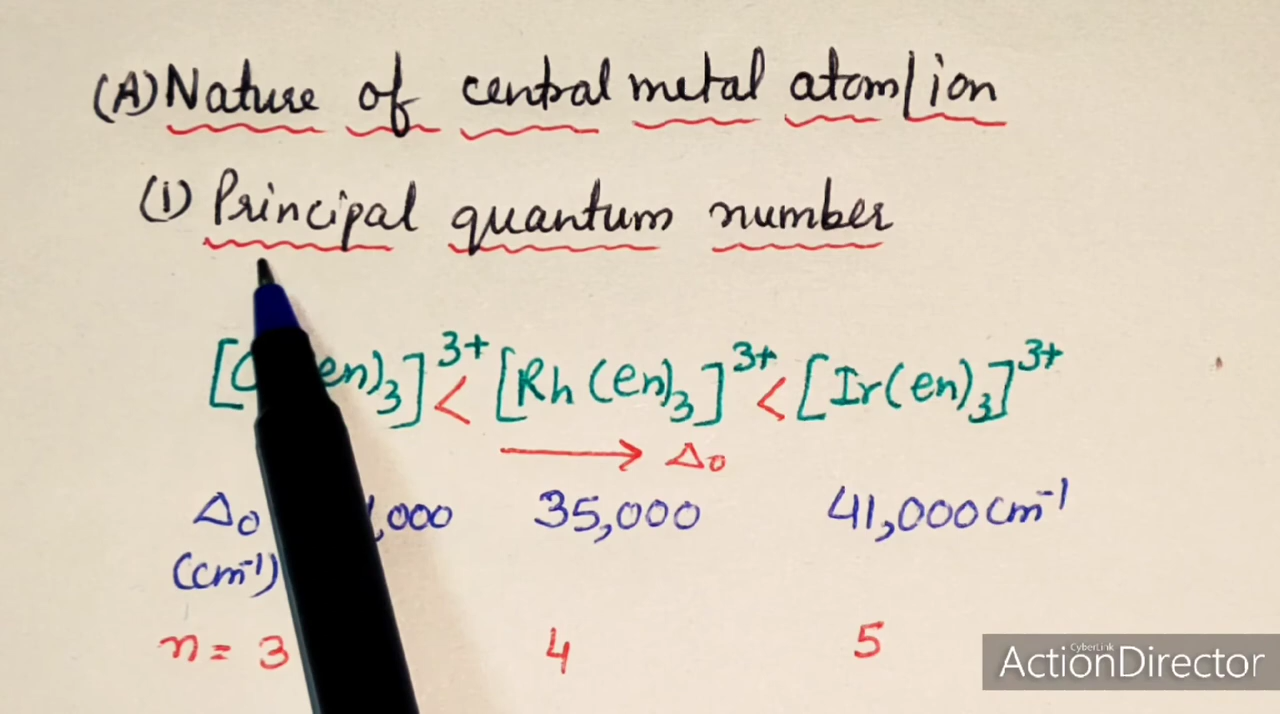 (A) Nature of central metal atom/ion
(1) Principal quantum number
[C en)3]3+ < [Rh(en)3]3+ < [Ir(en)3]3+
→ Δo
Δo ,000 35,000 41,000 cm-1
(cm-1)
n = 3 4 5
CyberLink
ActionDirector